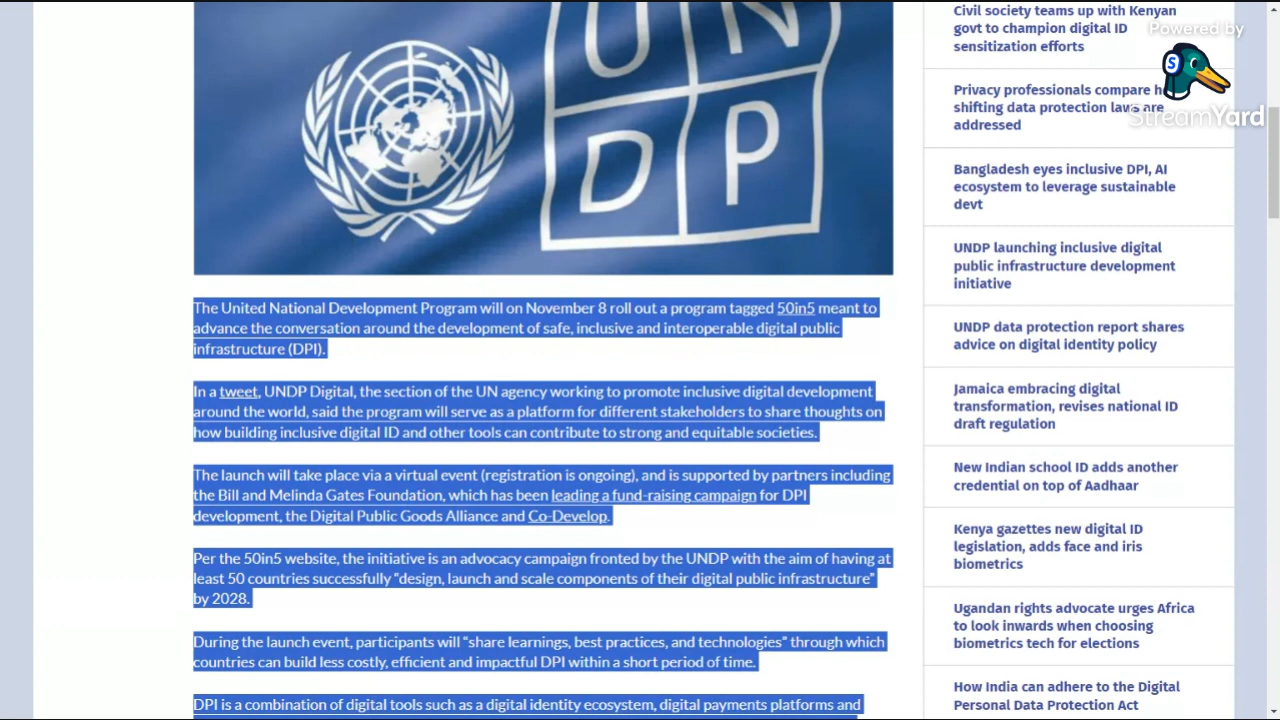 UN
DP
The United National Development Program will on November 8 roll out a program tagged 50in5 meant to
advance the conversation around the development of safe, inclusive and interoperable digital public
infrastructure (DPI).
In a tweet, UNDP Digital, the section of the UN agency working to promote inclusive digital development
around the world, said the program will serve as a platform for different stakeholders to share thoughts on
how building inclusive digital ID and other tools can contribute to strong and equitable societies.
The launch will take place via a virtual event (registration is ongoing), and is supported by partners including
the Bill and Melinda Gates Foundation, which has been leading a fund-raising campaign for DPI
development, the Digital Public Goods Alliance and Co-Develop.
Per the 50in5 website, the initiative is an advocacy campaign fronted by the UNDP with the aim of having at
least 50 countries successfully “design, launch and scale components of their digital public infrastructure”
by 2028.
During the launch event, participants will “share learnings, best practices, and technologies” through which
countries can build less costly, efficient and impactful DPI within a short period of time.
DPI is a combination of digital tools such as a digital identity ecosystem, digital payments platforms and
Civil society teams up with Kenyan
govt to champion digital ID
sensitization efforts
Privacy professionals compare
shifting data protection laws are
addressed
Bangladesh eyes inclusive DPI, AI
ecosystem to leverage sustainable
devt
UNDP launching inclusive digital
public infrastructure development
initiative
UNDP data protection report shares
advice on digital identity policy
Jamaica embracing digital
transformation, revises national ID
draft regulation
New Indian school ID adds another
credential on top of Aadhaar
Kenya gazettes new digital ID
legislation, adds face and iris
biometrics
Ugandan rights advocate urges Africa
to look inwards when choosing
biometrics tech for elections
How India can adhere to the Digital
Personal Data Protection Act
Powered by
S
StreamYard